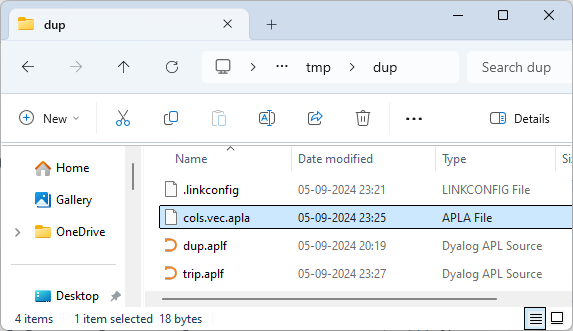 dup
tmp dup Search dup
New Details
Name Date modified Type Si
Home
Gallery
OneDrive
Desktop
.linkconfig 05-09-2024 23:21 LINKCONFIG File
cols.vec.apla 05-09-2024 23:25 APLA File
dup.aplf 05-09-2024 20:19 Dyalog APL Source
trip.aplf 05-09-2024 23:27 Dyalog APL Source
4 items 1 item selected 18 bytes